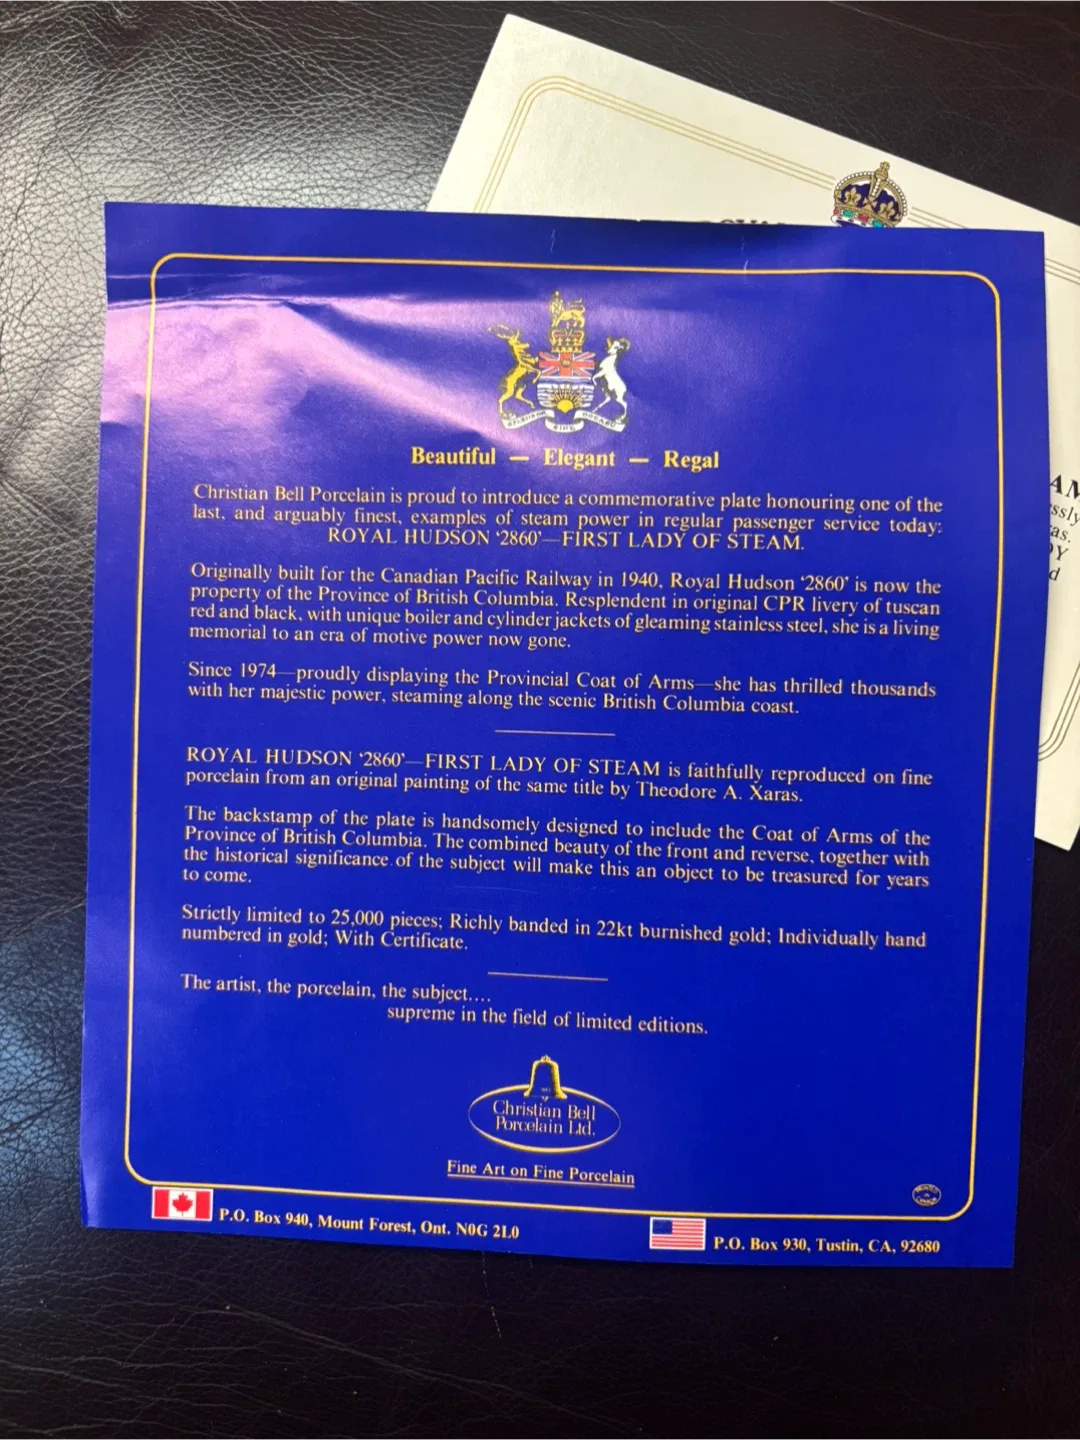 Beautiful — Elegant — Regal
Christian Bell Porcelain is proud to introduce a commemorative plate honouring one of the
last, and arguably finest, examples of steam power in regular passenger service today:
ROYAL HUDSON ‘2860’—FIRST LADY OF STEAM.
Originally built for the Canadian Pacific Railway in 1940, Royal Hudson ‘2860’ is now the
property of the Province of British Columbia. Resplendent in original CPR livery of tuscan
red and black, with unique boiler and cylinder jackets of gleaming stainless steel, she is a living
memorial to an era of motive power now gone.
Since 1974—proudly displaying the Provincial Coat of Arms—she has thrilled thousands
with her majestic power, steaming along the scenic British Columbia coast.
ROYAL HUDSON ‘2860’—FIRST LADY OF STEAM is faithfully reproduced on fine
porcelain from an original painting of the same title by Theodore A. Xaras.
The backstamp of the plate is handsomely designed to include the Coat of Arms of the
Province of British Columbia. The combined beauty of the front and reverse, together with
the historical significance of the subject will make this an object to be treasured for years
to come.
Strictly limited to 25,000 pieces; Richly banded in 22kt burnished gold; Individually hand
numbered in gold; With Certificate.
The artist, the porcelain, the subject....
supreme in the field of limited editions.
Christian Bell
Porcelain Ltd.
Fine Art on Fine Porcelain
P.O. Box 940, Mount Forest, Ont. N0G 2L0
P.O. Box 930, Tustin, CA, 92680